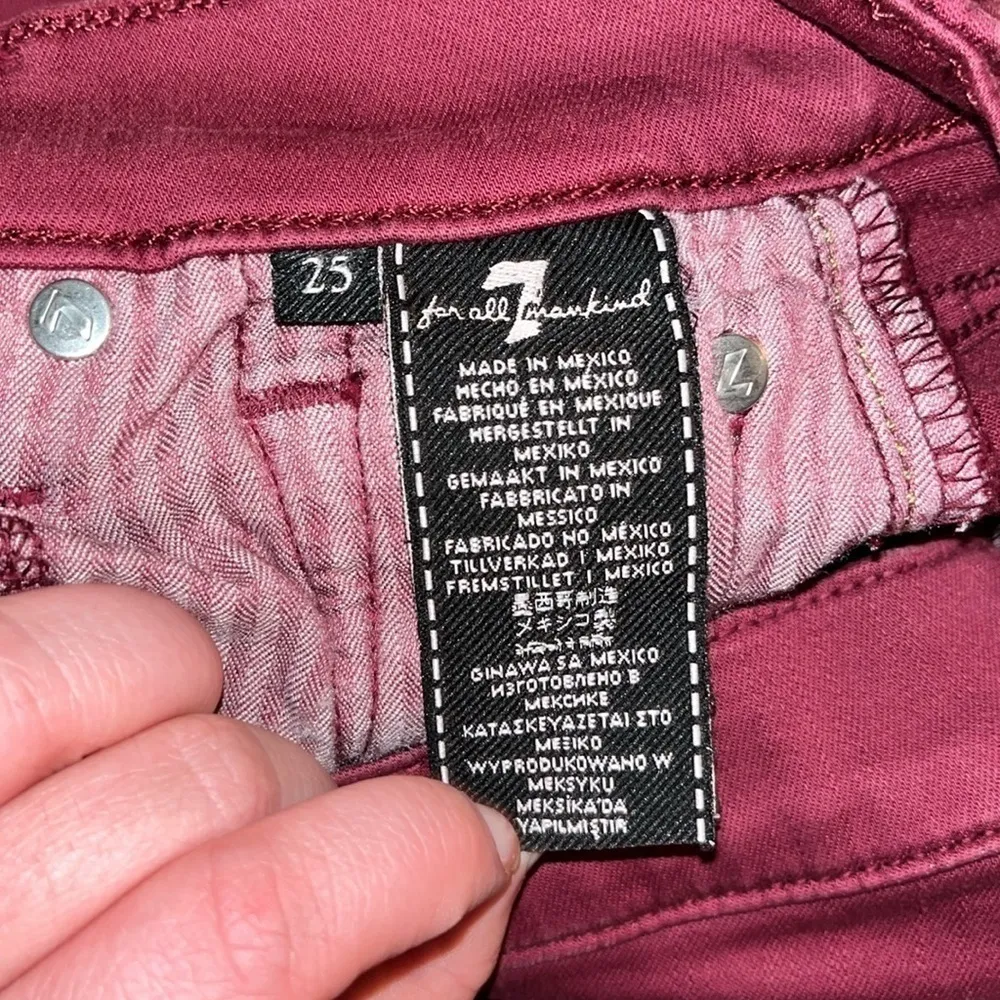 25
7
for all mankind
MADE IN MEXICO
HECHO EN MÉXICO
FABRIQUÉ EN MEXIQUE
HERGESTELLT IN
MEXIKO
GEMAAKT IN MEXICO
FABBRICATO IN
MESSICO
FABRICADO NO MÉXICO
TILLVERKAD I MEXIKO
FREMSTILLET I MEXICO
墨西哥制造
メキシコ製
GINAWA SA MEXICO
ИЗГОТОВЛЕНО В
МЕКСИКЕ
ΚΑΤΑΣΚΕΥΑΖΕΤΑΙ ΣΤΟ
ΜΕΞΙΚΟ
WYPRODUKOWANO W
MEKSYKU
MEKSİKA'DA
YAPILMIŞTIR